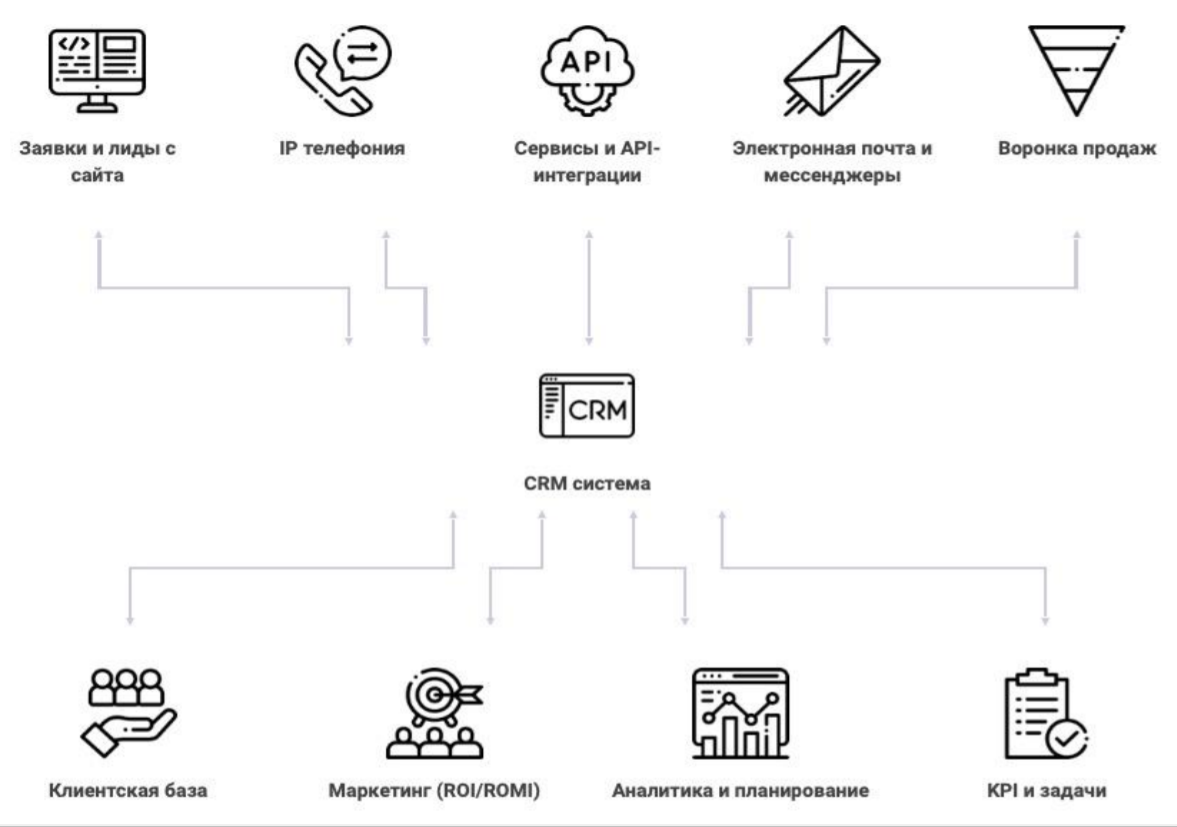 </>
API
Заявки и лиды с
сайта
IP телефония
Сервисы и API-
интеграции
Электронная почта и
мессенджеры
Воронка продаж
CRM
CRM система
Клиентская база
Маркетинг (ROI/ROMI)
Аналитика и планирование
KPI и задачи